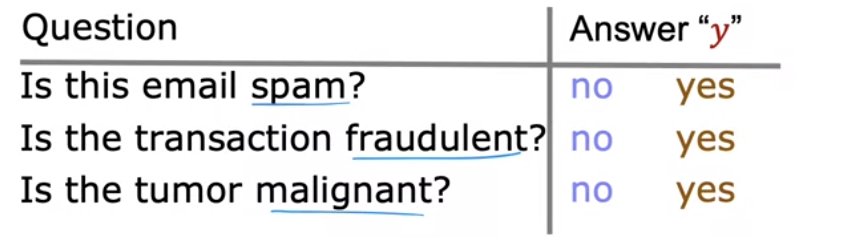 Question Answer “y”
Is this email spam? no yes
Is the transaction fraudulent? no yes
Is the tumor malignant? no yes